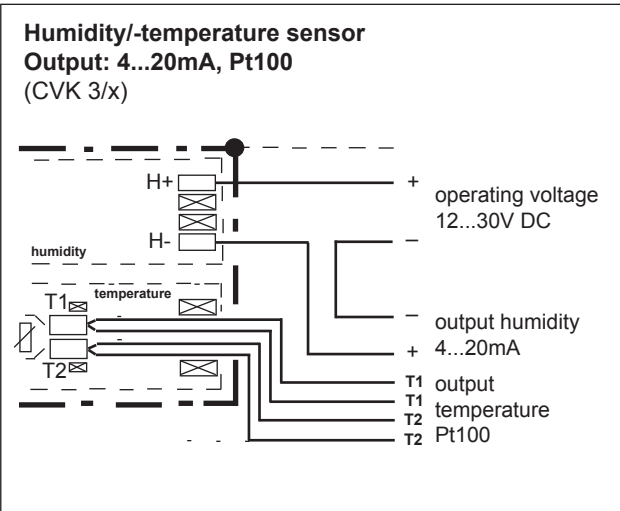 Humidity/-temperature sensor
Output: 4...20mA, Pt100
(CVK 3/x)
H+
+
operating voltage
12...30V DC
H-
–
humidity
temperature
T1
–
output humidity
+ 4...20mA
T2
T1 output
T1
temperature
T2
T2 Pt100